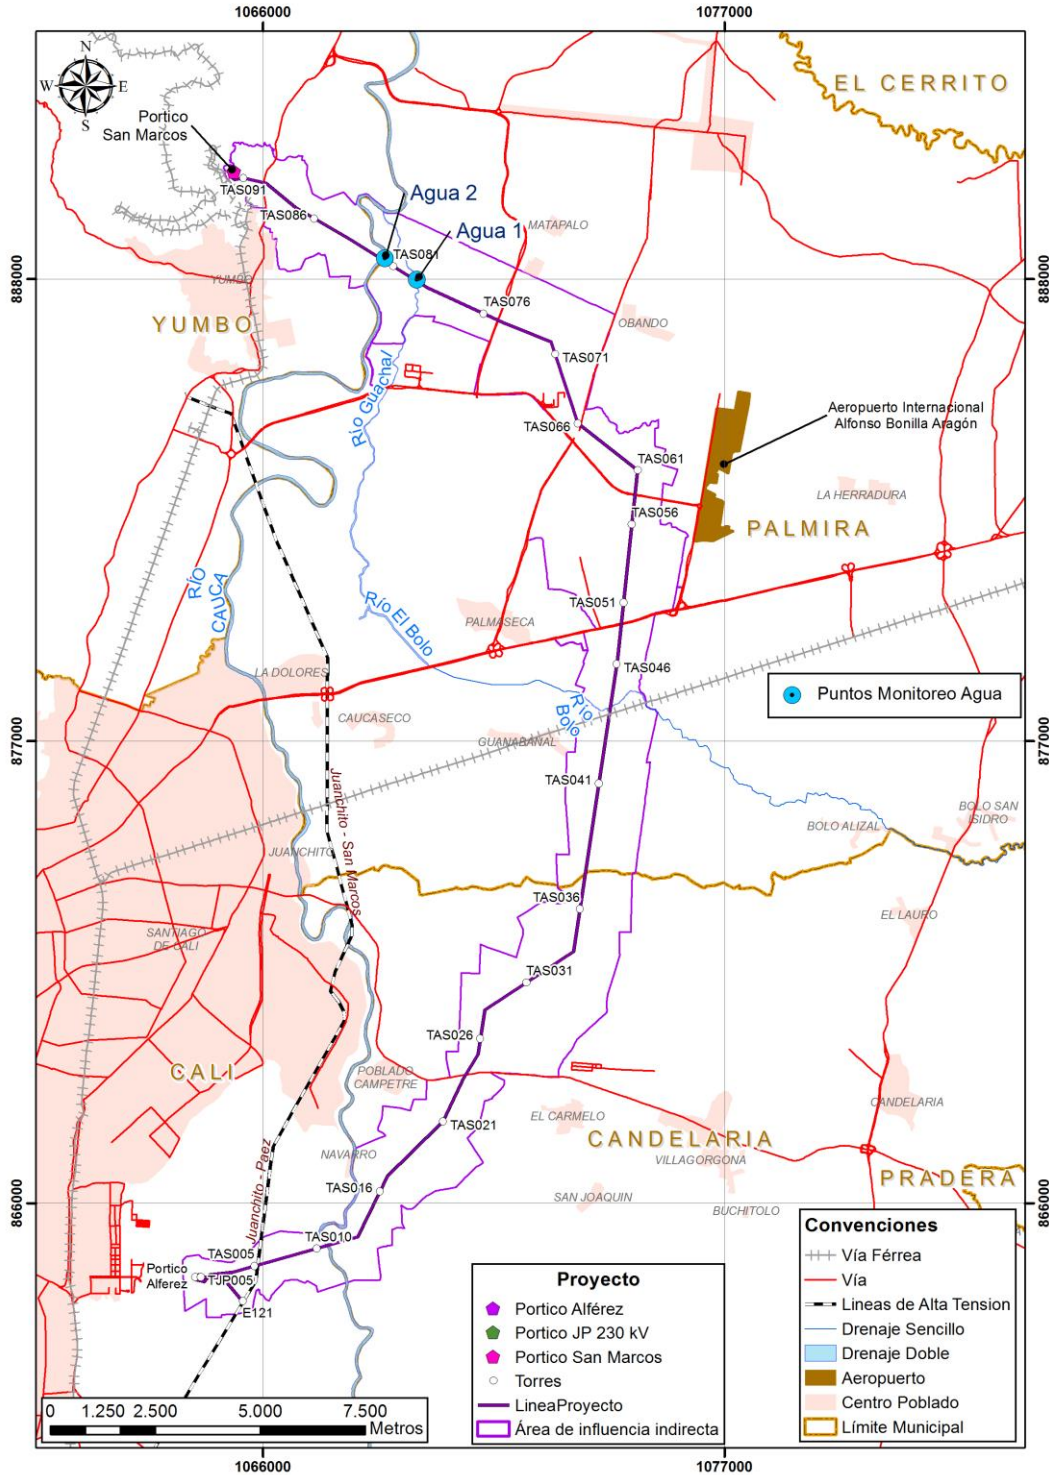 1066000
1077000
N
W
E
S
EL CERRITO
Portico
San Marcos
TAS091
Agua 2
TAS086
Agua 1
MATAPALO
TAS081
888000
888000
YUMBO
TAS076
YUMBO
OBANDO
TAS071
Río Guachal
Aeropuerto Internacional
Alfonso Bonilla Aragón
TAS066
TAS061
LA HERRADURA
TAS056
PALMIRA
RÍO
CAUCA
Río El Bolo
TAS051
PALMASECA
TAS046
LA DOLORES
Puntos Monitoreo Agua
Río
Bolo
CAUCASECO
GUANABANAL
877000
877000
TAS041
Juanchito - San Marcos
BOLO SAN
ISIDRO
BOLO ALIZAL
JUANCHITO
TAS036
EL LAURO
SANTIAGO
DE CALI
TAS031
TAS026
CALI
POBLADO
CAMPETRE
CANDELARIA
EL CARMELO
TAS021
CANDELARIA
VILLAGORGONA
NAVARRO
Juanchito - Paez
PRADERA
TAS016
SAN JOAQUIN
866000
866000
BUCHITOLO
TAS010
TAS005
Portico
Alferez
TJP005
E121
Proyecto
Portico Alférez
Portico JP 230 kV
Portico San Marcos
Torres
LineaProyecto
Área de influencia indirecta
Convenciones
Vía Férrea
Vía
Lineas de Alta Tension
Drenaje Sencillo
Drenaje Doble
Aeropuerto
Centro Poblado
Límite Municipal
0 1.250 2.500 5.000 7.500
Metros
1066000
1077000